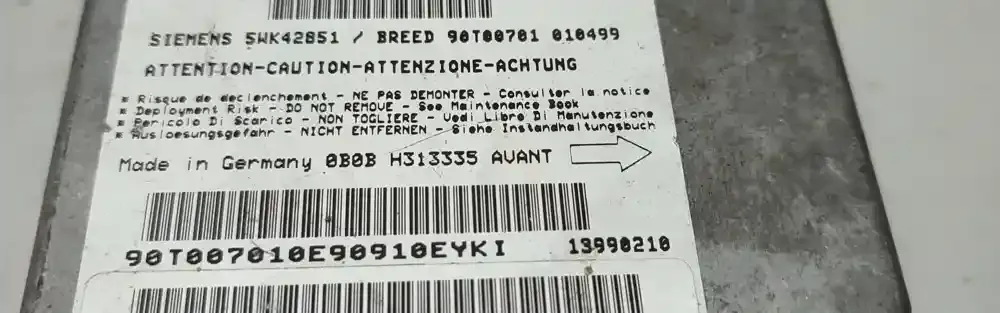 SIEMENS 5WK42851 / BREED 90T00701 010499
ATTENTION-CAUTION-ATTENZIONE-ACHTUNG
* Risque de declenchement - NE PAS DEMONTER - Consulter la notice
* Deployment Risk - DO NOT REMOVE - See Maintenance Book
* Pericolo Di Scarico - NON TOGLIERE - Vedi Libro Di Manutenzione
* Ausloesungsgefahr - NICHT ENTFERNEN - Siehe Instandhaltungsbuch
Made in Germany 0B0B H313335 AVANT
90T007010E90910EYKI 13990210